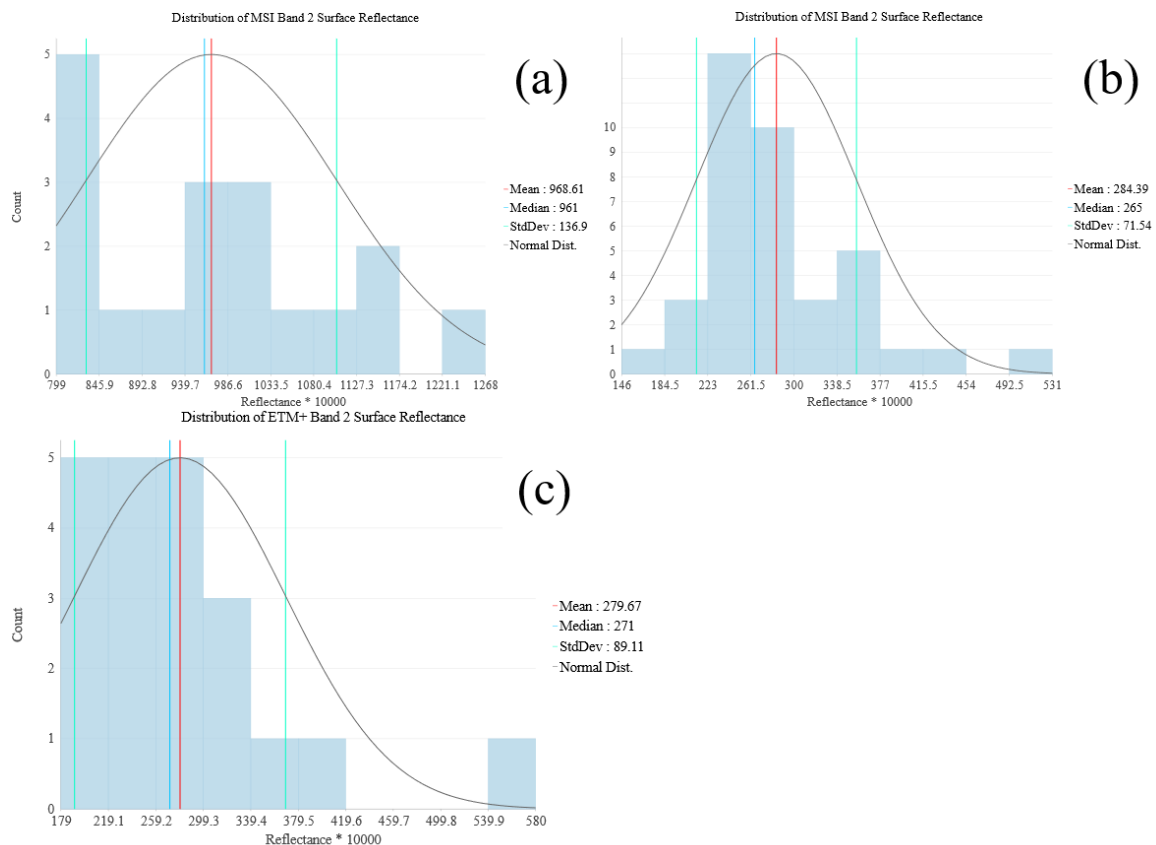 Distribution of MSI Band 2 Surface Reflectance
(a)
5
4
3
2
1
0
Count
799 845.9 892.8 939.7 986.6 1033.5 1080.4 1127.3 1174.2 1221.1 1268
Reflectance * 10000
Mean : 968.61
Median : 961
StdDev : 136.9
Normal Dist.
Distribution of MSI Band 2 Surface Reflectance
(b)
10
9
8
7
6
5
4
3
2
1
0
146 184.5 223 261.5 300 338.5 377 415.5 454 492.5 531
Reflectance * 10000
Mean : 284.39
Median : 265
StdDev : 71.54
Normal Dist.
Distribution of ETM+ Band 2 Surface Reflectance
(c)
5
4
3
2
1
0
Count
179 219.1 259.2 299.3 339.4 379.5 419.6 459.7 499.8 539.9 580
Reflectance * 10000
Mean : 279.67
Median : 271
StdDev : 89.11
Normal Dist.